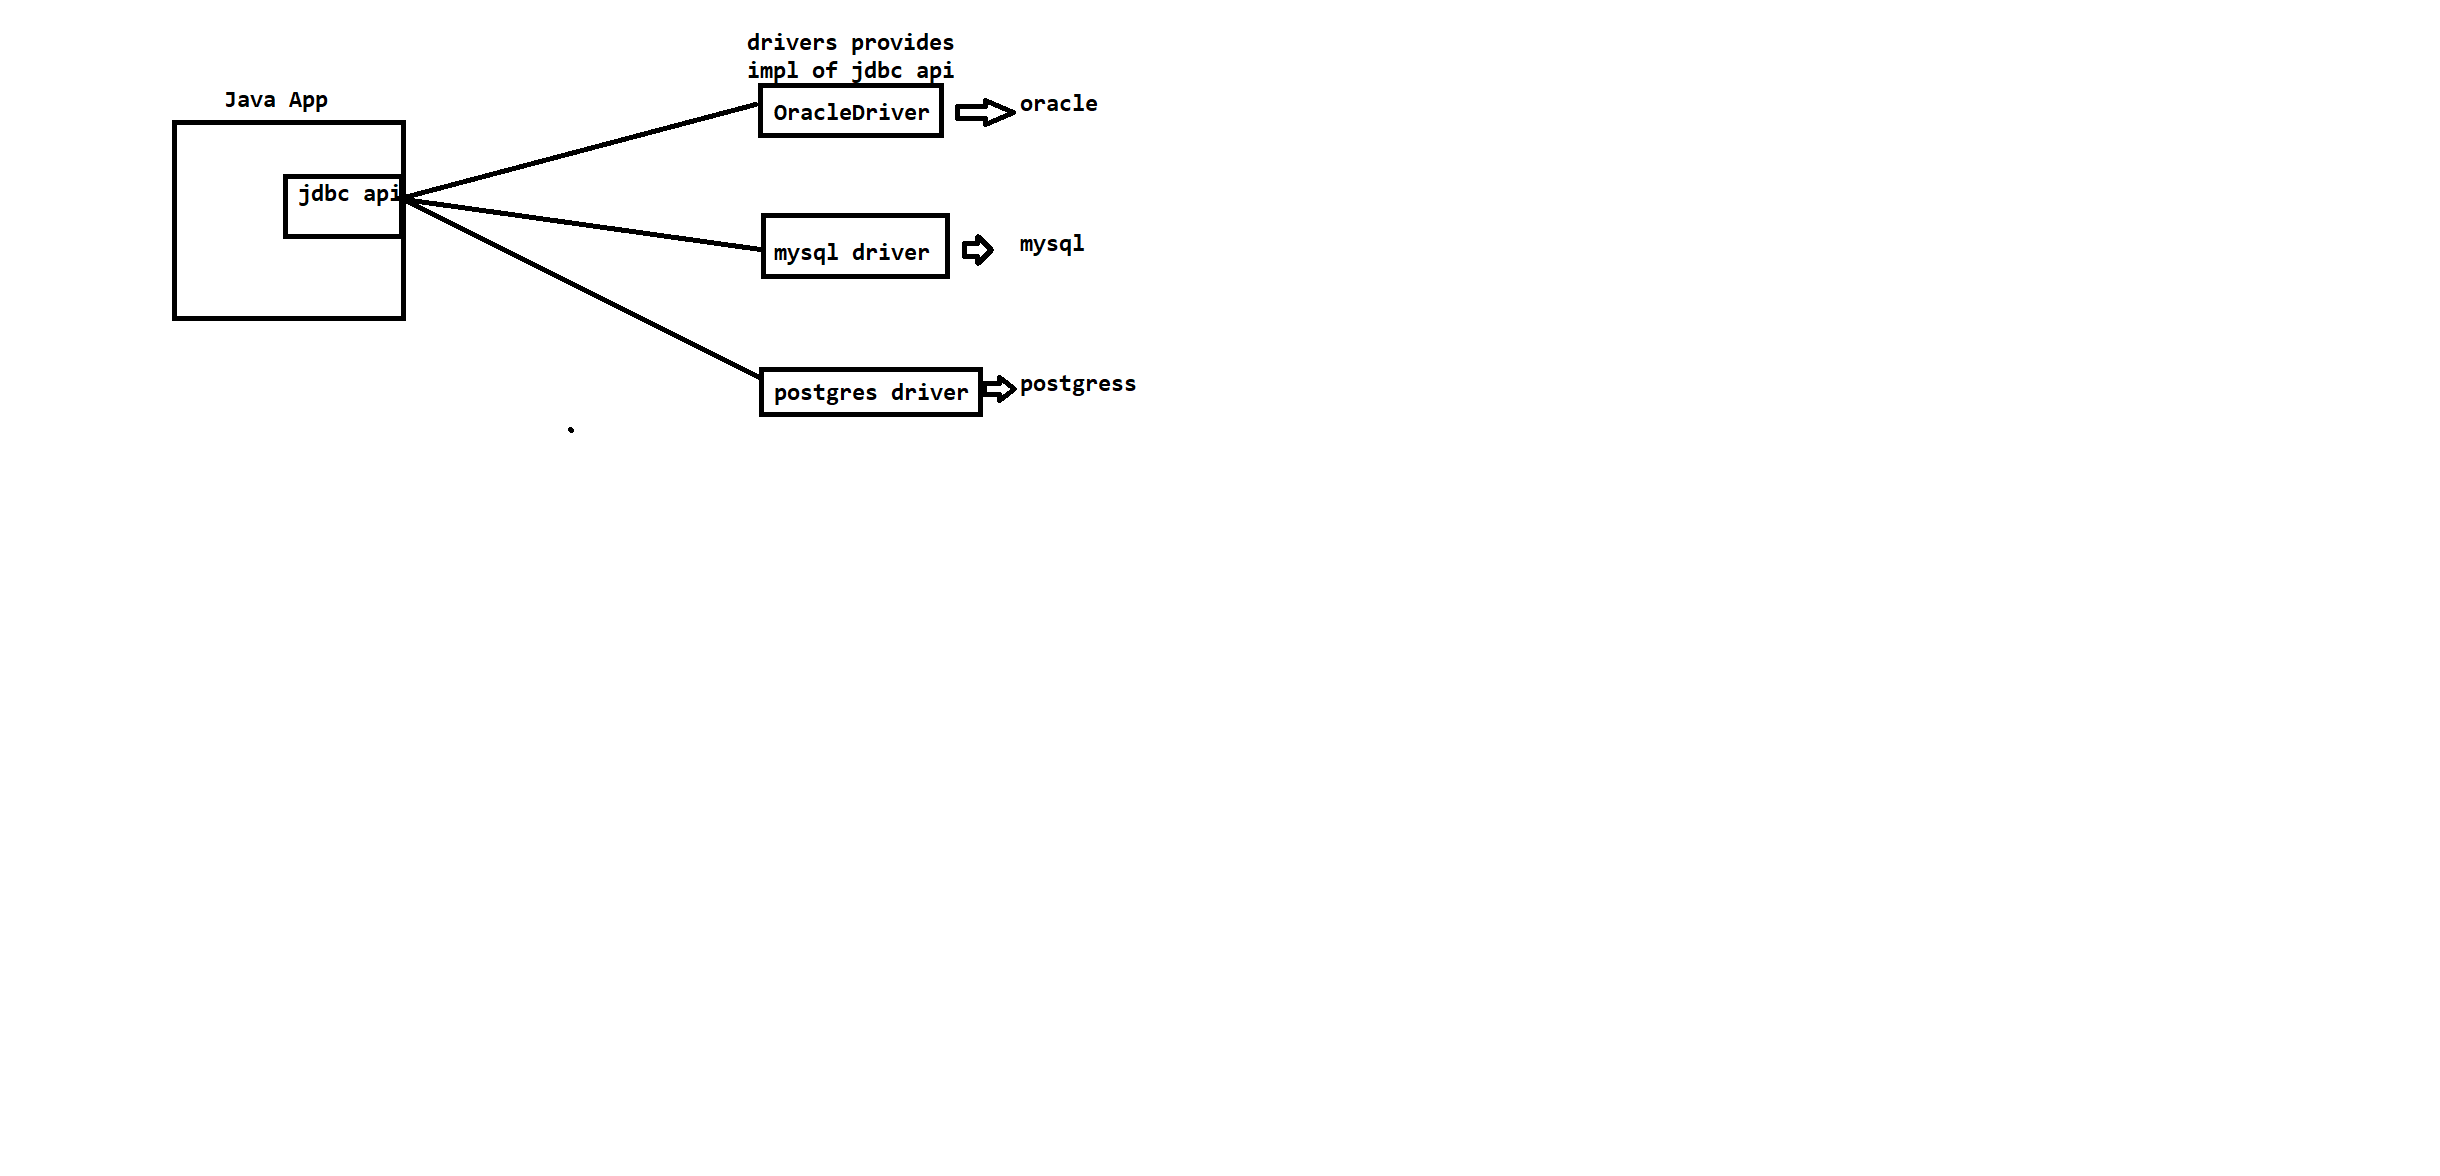 drivers provides
impl of jdbc api
Java App
OracleDriver
oracle
jdbc api
mysql driver
mysql
postgres driver
postgress